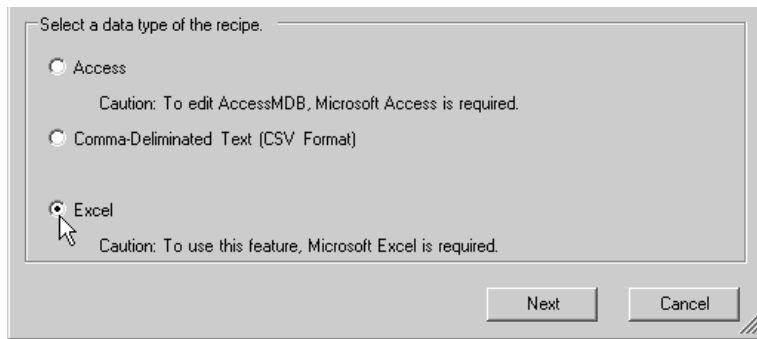 Select a data type of the recipe.
Access
Caution: To edit AccessMDB, Microsoft Access is required.
Comma-Deliminated Text (CSV Format)
Excel
Caution: To use this feature, Microsoft Excel is required.
Next Cancel